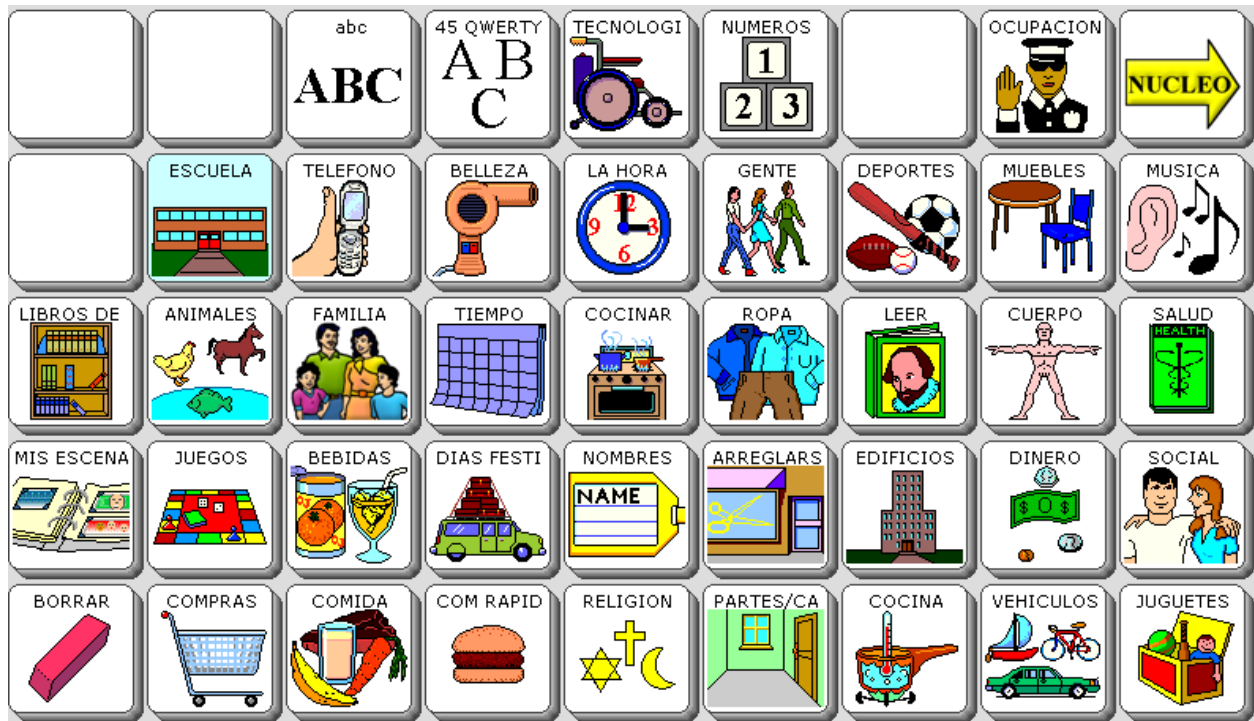 abc
ABC
45 QWERTY
A B
C
TECNOLOGI
NUMEROS
1
2 3
OCUPACION
NUCLEO
ESCUELA
TELEFONO
BELLEZA
LA HORA
12
9 3
6
GENTE
DEPORTES
MUEBLES
MUSICA
LIBROS DE
ANIMALES
FAMILIA
TIEMPO
COCINAR
ROPA
LEER
CUERPO
SALUD
HEALTH
MIS ESCENA
JUEGOS
BEBIDAS
DIAS FESTI
NOMBRES
NAME
ARREGLARS
EDIFICIOS
DINERO
$ O $
SOCIAL
BORRAR
COMPRAS
COMIDA
COM RAPID
RELIGION
PARTES/CA
COCINA
VEHICULOS
JUGUETES